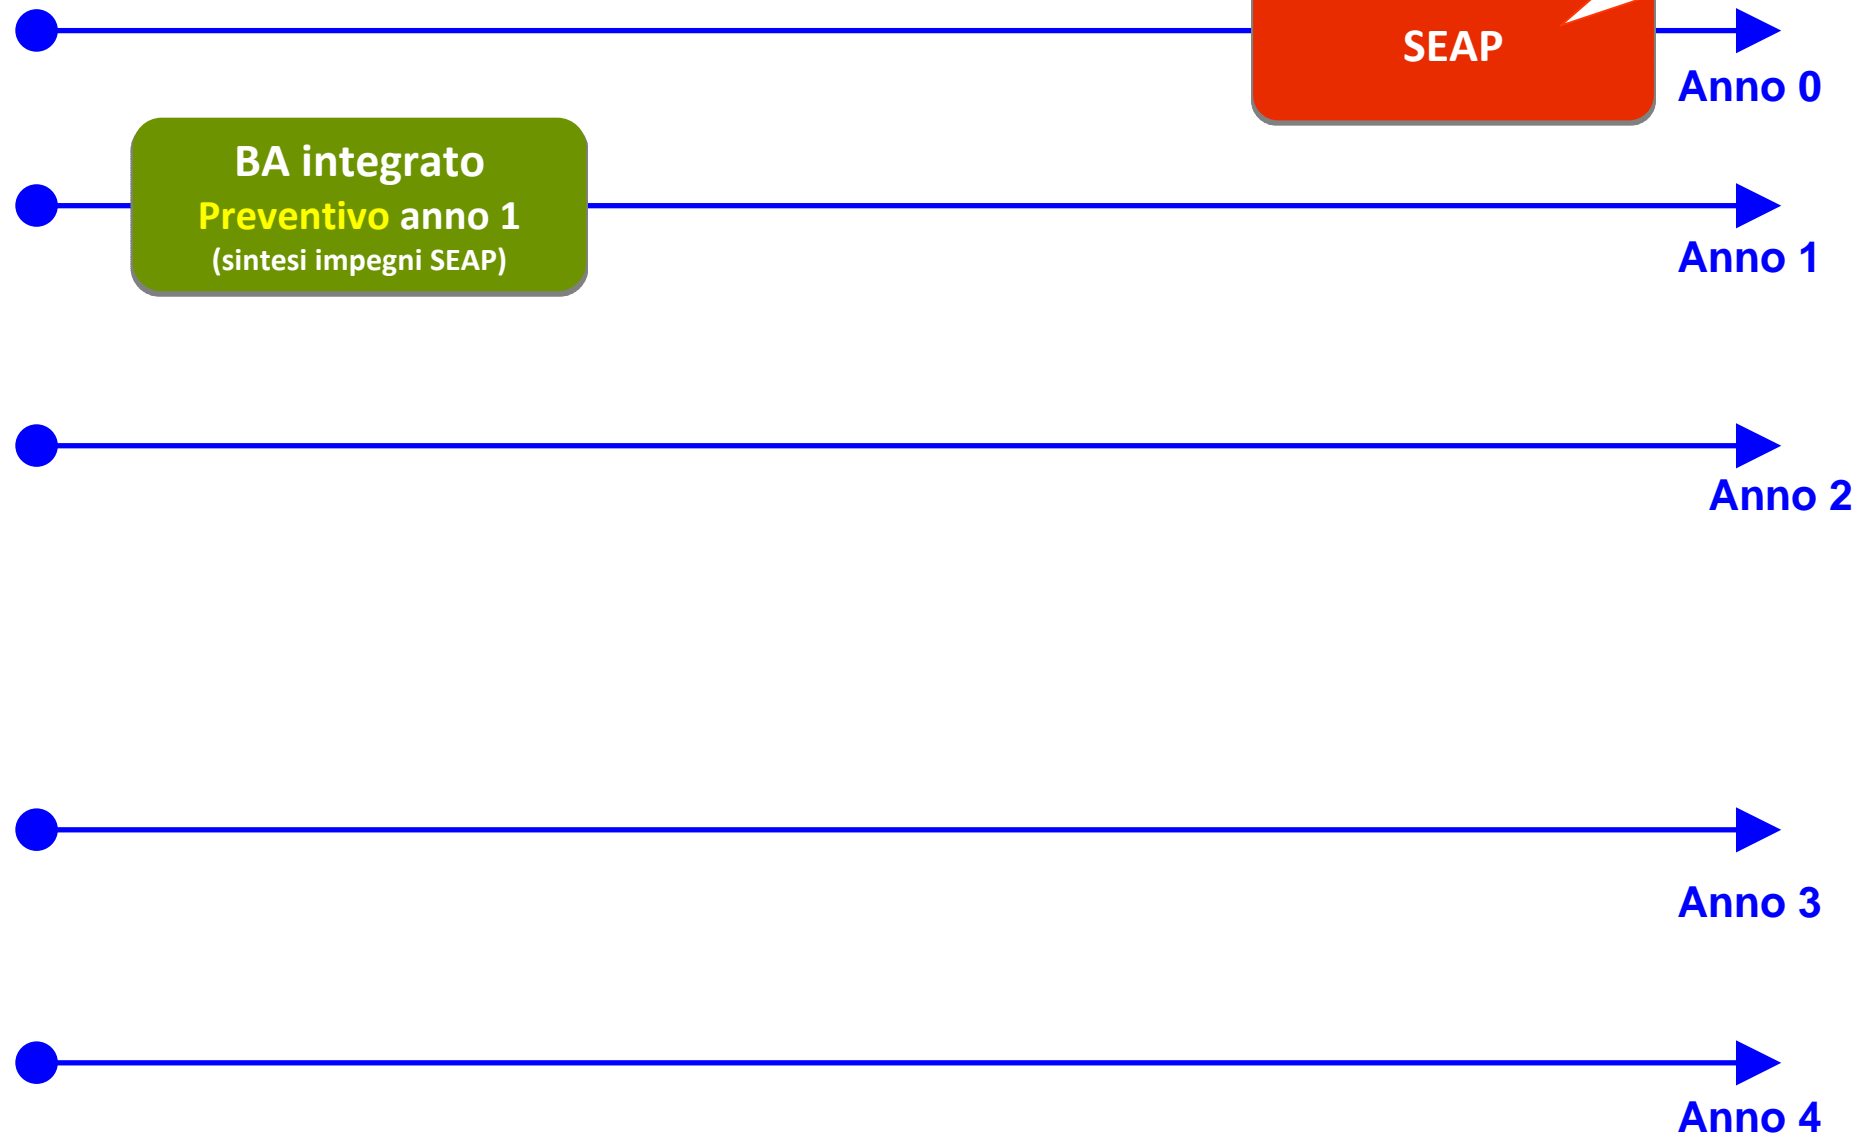 SEAP
Anno 0
BA integrato
Preventivo anno 1
(sintesi impegni SEAP)
Anno 1
Anno 2
Anno 3
Anno 4